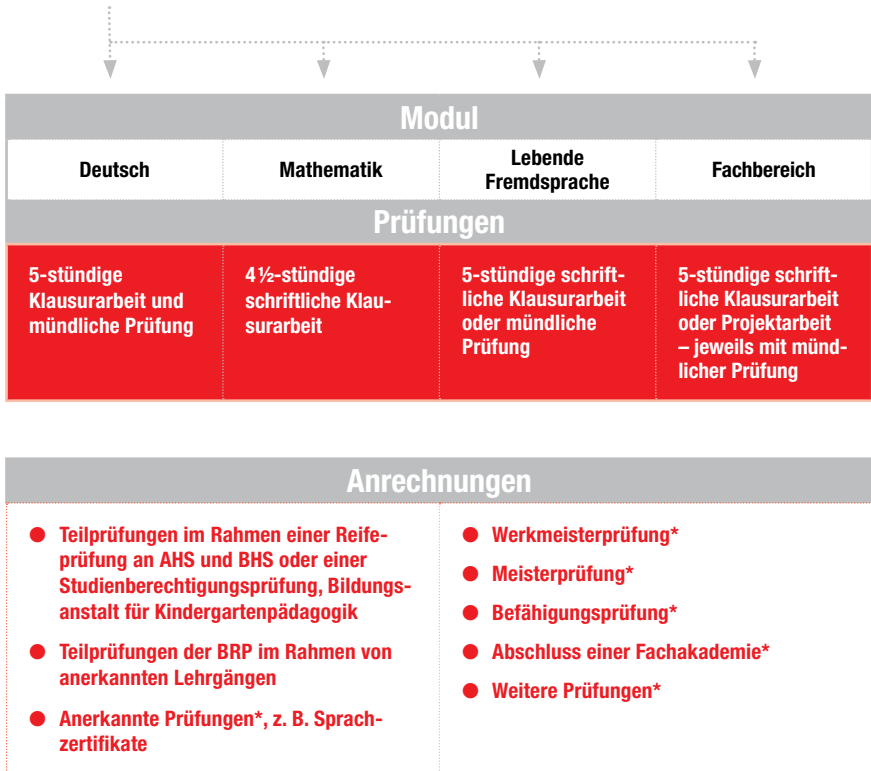 Modul
Deutsch
Mathematik
Lebende
Fremdsprache
Fachbereich
Prüfungen
5-stündige
Klausurarbeit und
mündliche Prüfung
4 ½-stündige
schriftliche Klau-
surarbeit
5-stündige schrift-
liche Klausurarbeit
oder mündliche
Prüfung
5-stündige schrift-
liche Klausurarbeit
oder Projektarbeit
– jeweils mit münd-
licher Prüfung
Anrechnungen
● Teilprüfungen im Rahmen einer Reife-
prüfung an AHS und BHS oder einer
Studienberechtigungsprüfung, Bildungs-
anstalt für Kindergartenpädagogik
● Teilprüfungen der BRP im Rahmen von
anerkannten Lehrgängen
● Anerkannte Prüfungen*, z. B. Sprach-
zertifikate
● Werkmeisterprüfung*
● Meisterprüfung*
● Befähigungsprüfung*
● Abschluss einer Fachakademie*
● Weitere Prüfungen*